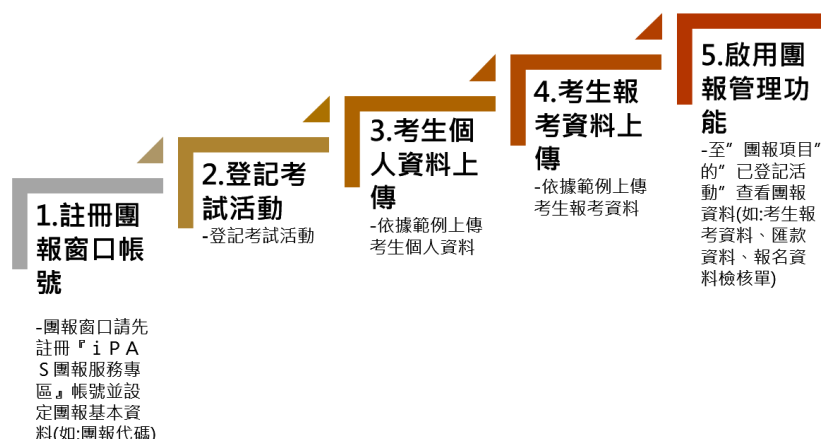 1.註冊團
報窗口帳
號
-團報窗口請先
註冊『ｉＰＡ
Ｓ團報服務專
區』帳號並設
定團報基本資
料(如:團報代碼)
2.登記考
試活動
-登記考試活動
3.考生個
人資料上
傳
-依據範例上傳
考生個人資料
4.考生報
考資料上
傳
-依據範例上傳
考生報考資料
5.啟用團
報管理功
能
-至”團報項目”
的”已登記活
動”查看團報
資料(如:考生報
考資料、匯款
資料、報名資
料檢核單)